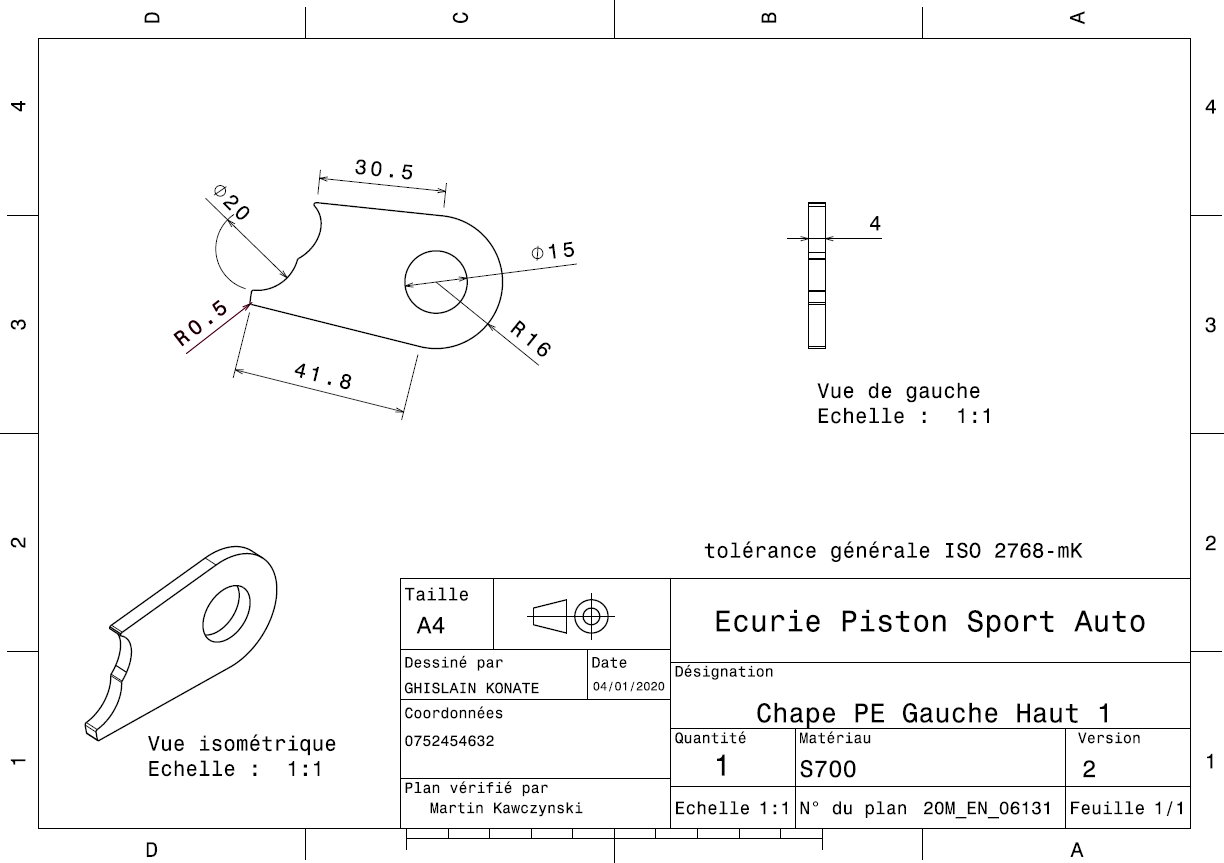 D C B A
4 4
30.5
⌀20
⌀15
4
R0.5
R16
3 3
41.8
Vue de gauche
Echelle : 1:1
2 2
tolérance générale ISO 2768-mK
Taille
A4
Ecurie Piston Sport Auto
Dessiné par
GHISLAIN KONATE
Date
04/01/2020
Désignation
Chape PE Gauche Haut 1
Coordonnées
0752454632
Quantité
1
Matériau
S700
Version
2
Vue isométrique
Echelle : 1:1
1 1
Plan vérifié par
Martin Kawczynski
Echelle 1:1
N° du plan 20M_EN_06131
Feuille 1/1
D A